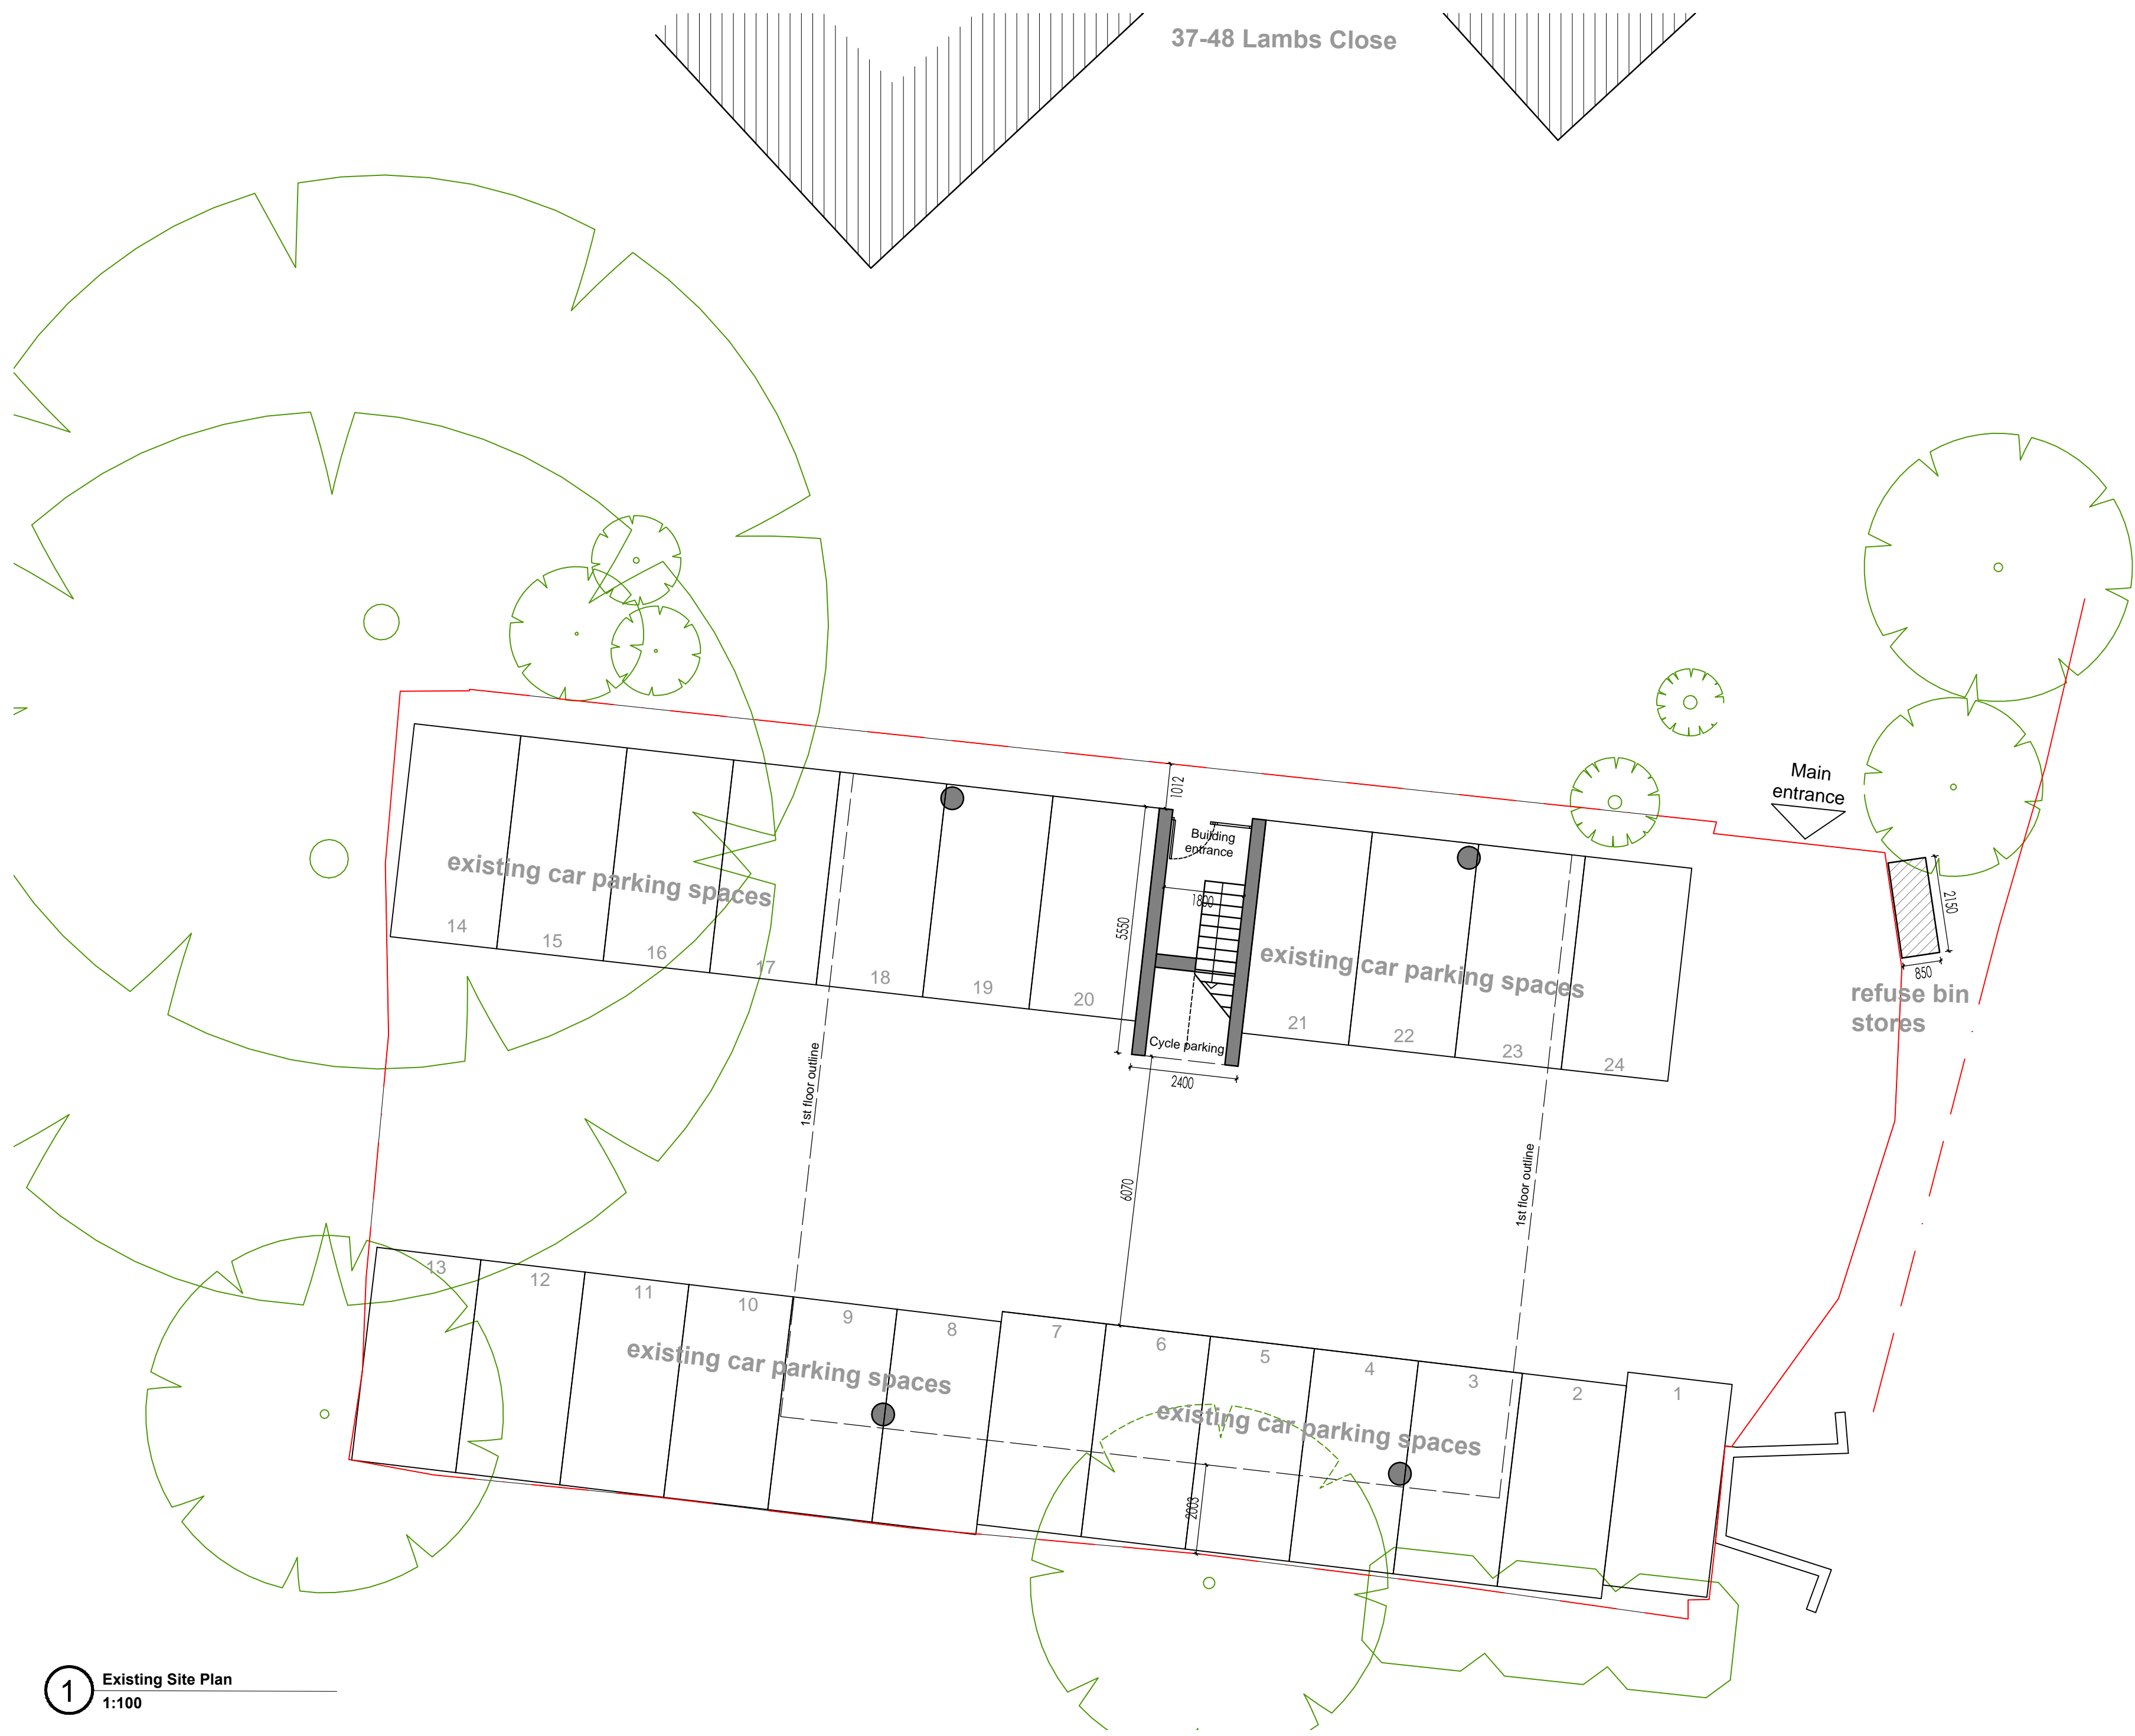 37-48 Lambs Close
Main
entrance
1012
Building
entrance
existing car parking spaces
1800
5550
2150
14
15
16
17
18
19
20
existing car parking spaces
21
22
23
24
850
refuse bin
stores
Cycle parking
2400
1st floor outline
1st floor outline
6070
13
12
11
10
9
8
7
6
5
4
3
2
1
existing car parking spaces
existing car parking spaces
2003
1
Existing Site Plan
1:100